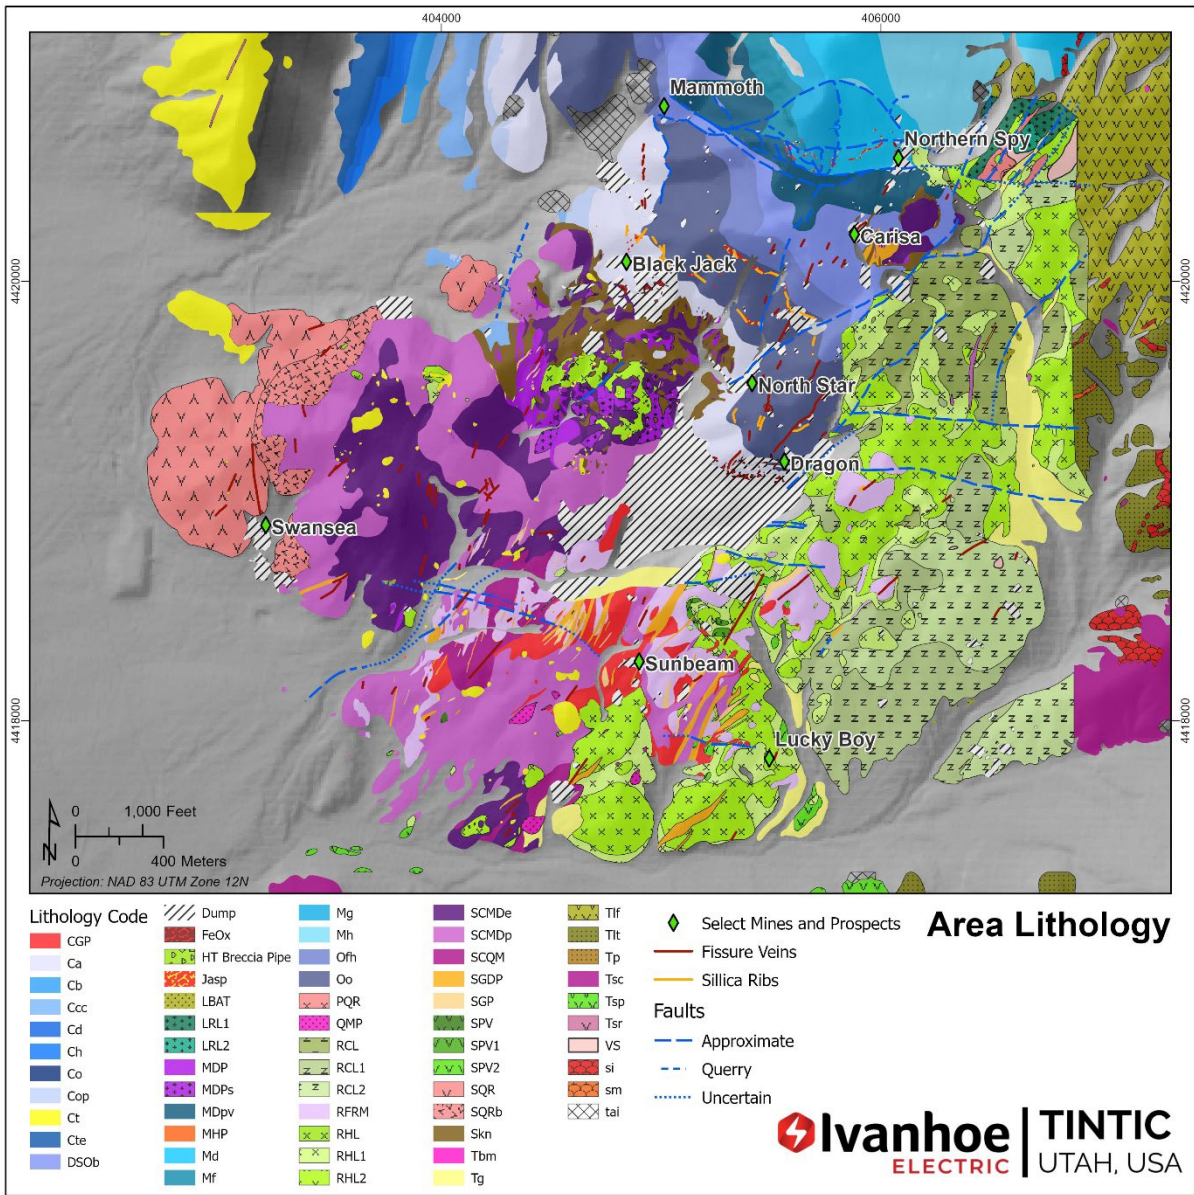 404000
406000
Mammoth
Northern Spy
Carisa
Black Jack
4420000
4420000
North Star
Dragon
Swansea
Sunbeam
4418000
4418000
Lucky Boy
N
0 1,000 Feet
0 400 Meters
Projection: NAD 83 UTM Zone 12N
Area Lithology
Lithology Code
CGP
Ca
Cb
Ccc
Cd
Ch
Co
Cop
Ct
Cte
DSOb
Dump
FeOx
HT Breccia Pipe
Jasp
LBAT
LRL1
LRL2
MDP
MDPs
MDpv
MHP
Md
Mf
Mg
Mh
Ofh
Oo
PQR
QMP
RCL
RCL1
RCL2
RFRM
RHL
RHL1
RHL2
SCMDe
SCMDp
SCQM
SGDP
SGP
SPV
SPV1
SPV2
SQR
SQRb
Skn
Tbm
Tg
Tlf
Tlt
Tp
Tsc
Tsp
Tsr
VS
si
sm
tai
Select Mines and Prospects
Fissure Veins
Sillica Ribs
Faults
Approximate
Querry
Uncertain
Ivanhoe
ELECTRIC
TINTIC
UTAH, USA